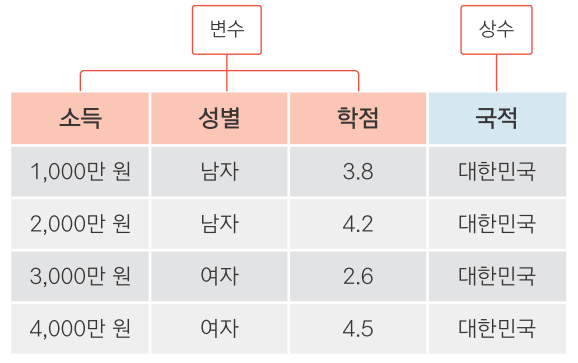 변수 상수
소득 성별 학점 국적
1,000만 원 남자 3.8 대한민국
2,000만 원 남자 4.2 대한민국
3,000만 원 여자 2.6 대한민국
4,000만 원 여자 4.5 대한민국